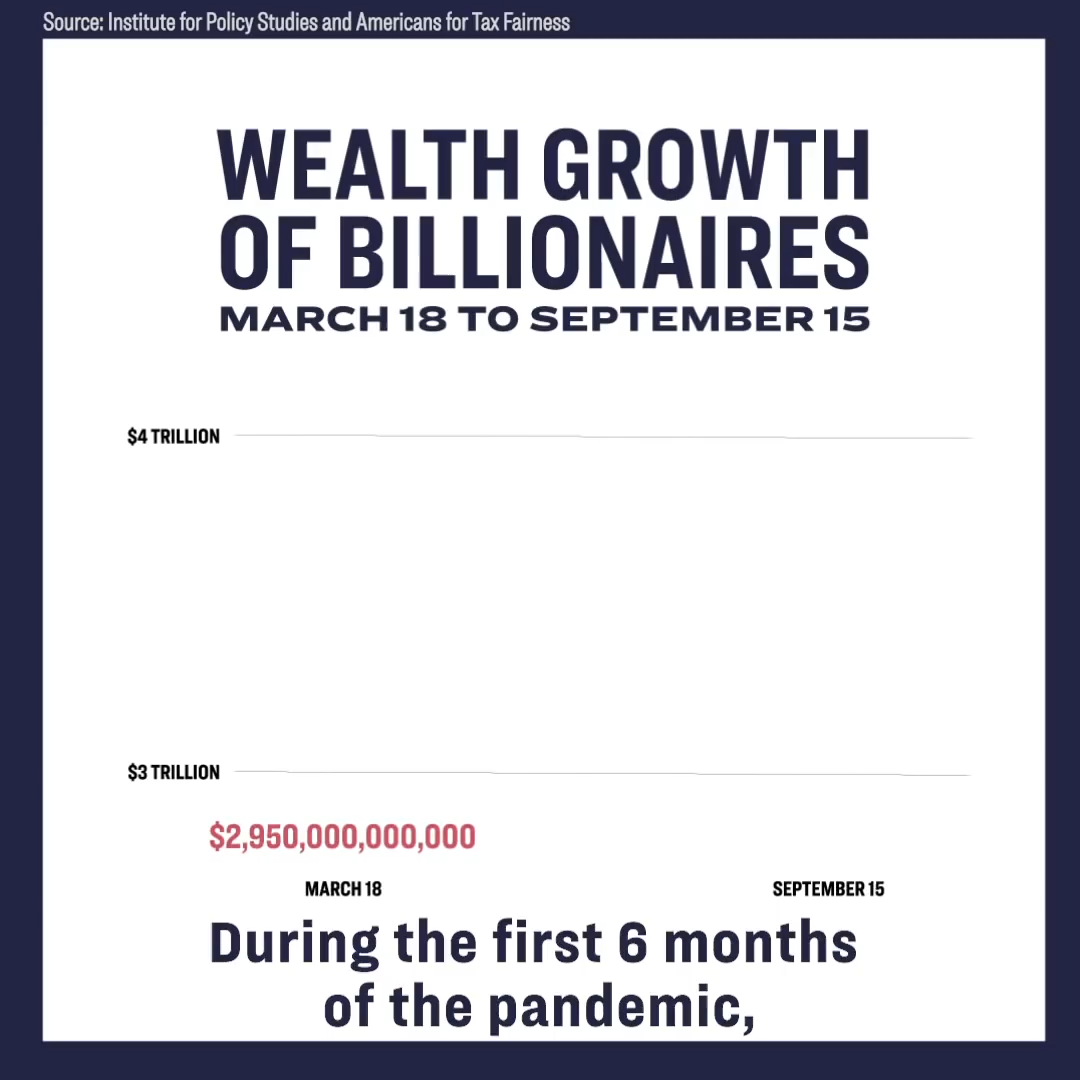 Source: Institute for Policy Studies and Americans for Tax Fairness
WEALTH GROWTH
OF BILLIONAIRES
MARCH 18 TO SEPTEMBER 15
$4 TRILLION
$3 TRILLION
$2,950,000,000,000
MARCH 18
SEPTEMBER 15
During the first 6 months
of the pandemic,